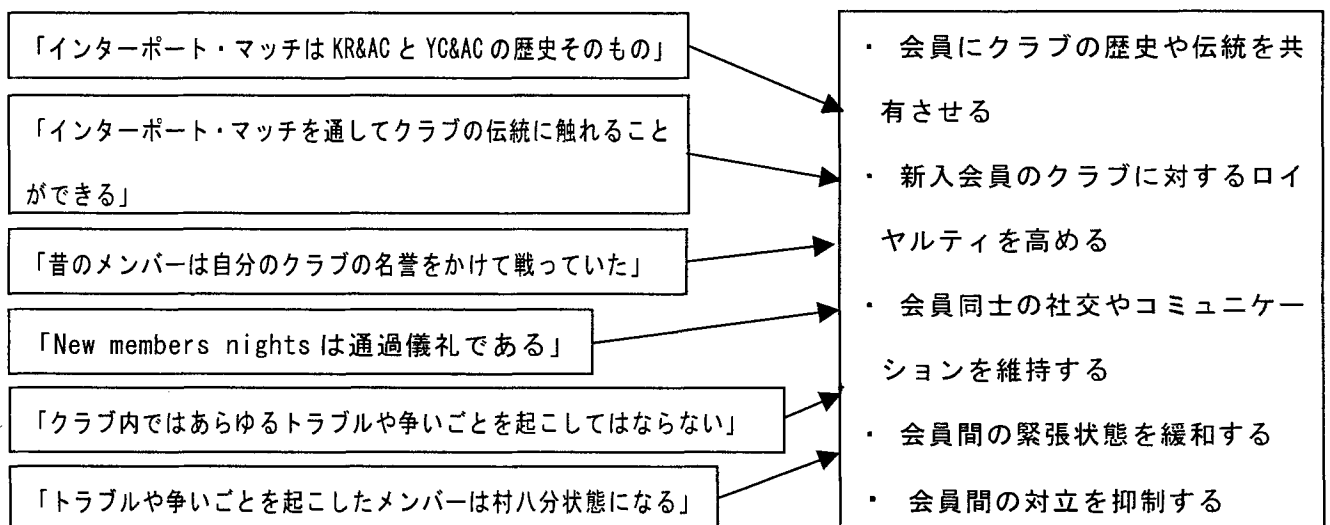 「インターポート・マッチは KR&AC と YC&AC の歴史そのもの」
「インターポート・マッチを通してクラブの伝統に触れること
ができる」
「昔のメンバーは自分のクラブの名誉をかけて戦っていた」
「New members nights は通過儀礼である」
「クラブ内ではあらゆるトラブルや争いごとを起こしてはならない」
「トラブルや争いごとを起こしたメンバーは村八分状態になる」
・ 会員にクラブの歴史や伝統を共
有させる
・ 新入会員のクラブに対するロイ
ヤルティを高める
・ 会員同士の社交やコミュニケー
ションを維持する
・ 会員間の緊張状態を緩和する
・ 会員間の対立を抑制する